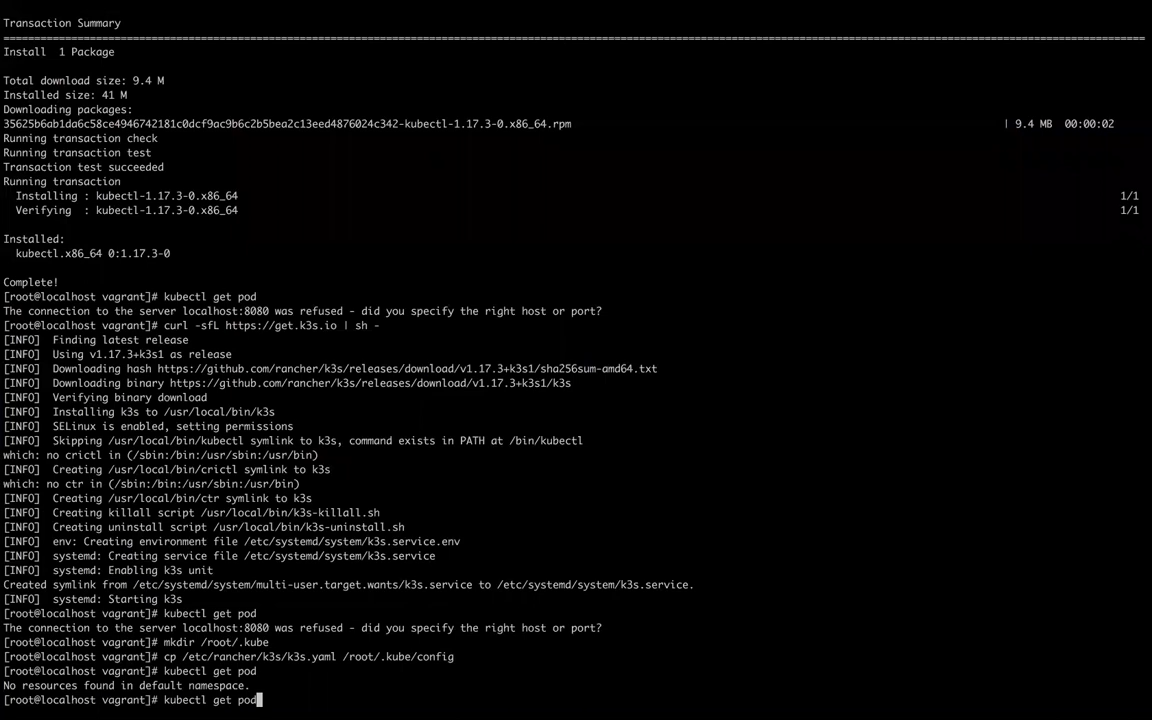 Transaction Summary
================================================================================================================================================================
Install  1 Package
Total download size: 9.4 M
Installed size: 41 M
Downloading packages:
35625b6ab1da6c58ce4946742181c0dcf9ac9b6c2b5bea2c13eed4876024c342-kubectl-1.17.3-0.x86_64.rpm | 9.4 MB  00:00:02
Running transaction check
Running transaction test
Transaction test succeeded
Running transaction
  Installing : kubectl-1.17.3-0.x86_64 1/1
  Verifying  : kubectl-1.17.3-0.x86_64 1/1
Installed:
  kubectl.x86_64 0:1.17.3-0
Complete!
[root@localhost vagrant]# kubectl get pod
The connection to the server localhost:8080 was refused - did you specify the right host or port?
[root@localhost vagrant]# curl -sfL https://get.k3s.io | sh -
[INFO]  Finding latest release
[INFO]  Using v1.17.3+k3s1 as release
[INFO]  Downloading hash https://github.com/rancher/k3s/releases/download/v1.17.3+k3s1/sha256sum-amd64.txt
[INFO]  Downloading binary https://github.com/rancher/k3s/releases/download/v1.17.3+k3s1/k3s
[INFO]  Verifying binary download
[INFO]  Installing k3s to /usr/local/bin/k3s
[INFO]  SELinux is enabled, setting permissions
[INFO]  Skipping /usr/local/bin/kubectl symlink to k3s, command exists in PATH at /bin/kubectl
which: no crictl in (/sbin:/bin:/usr/sbin:/usr/bin)
[INFO]  Creating /usr/local/bin/crictl symlink to k3s
which: no ctr in (/sbin:/bin:/usr/sbin:/usr/bin)
[INFO]  Creating /usr/local/bin/ctr symlink to k3s
[INFO]  Creating killall script /usr/local/bin/k3s-killall.sh
[INFO]  Creating uninstall script /usr/local/bin/k3s-uninstall.sh
[INFO]  env: Creating environment file /etc/systemd/system/k3s.service.env
[INFO]  systemd: Creating service file /etc/systemd/system/k3s.service
[INFO]  systemd: Enabling k3s unit
Created symlink from /etc/systemd/system/multi-user.target.wants/k3s.service to /etc/systemd/system/k3s.service.
[INFO]  systemd: Starting k3s
[root@localhost vagrant]# kubectl get pod
The connection to the server localhost:8080 was refused - did you specify the right host or port?
[root@localhost vagrant]# mkdir /root/.kube
[root@localhost vagrant]# cp /etc/rancher/k3s/k3s.yaml /root/.kube/config
[root@localhost vagrant]# kubectl get pod
No resources found in default namespace.
[root@localhost vagrant]# kubectl get pod